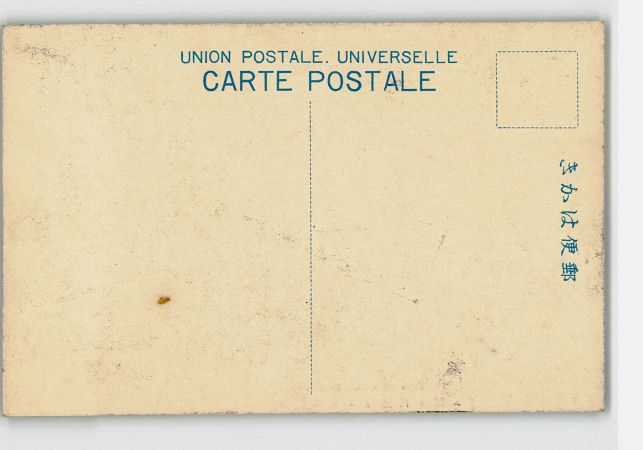 UNION POSTALE. UNIVERSELLE
CARTE POSTALE
きかは便郵